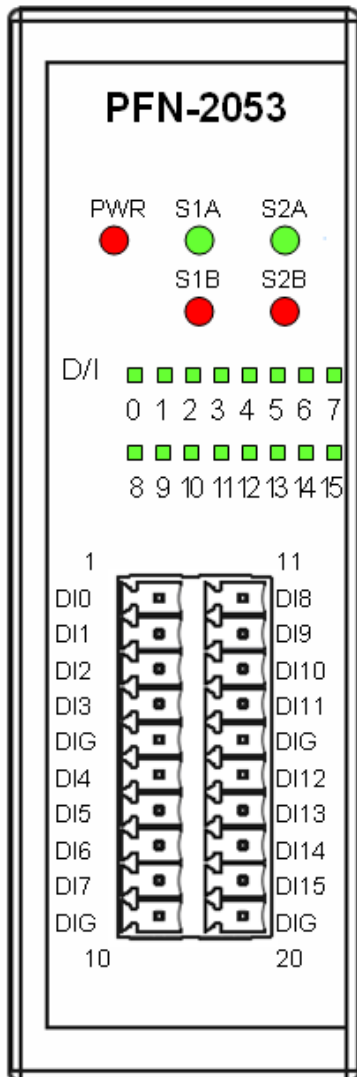 PFN-2053
PWR S1A S2A
S1B S2B
D/I
0 1 2 3 4 5 6 7
8 9 10 11 12 13 14 15
1 11
DI0 DI8
DI1 DI9
DI2 DI10
DI3 DI11
DIG DIG
DI4 DI12
DI5 DI13
DI6 DI14
DI7 DI15
DIG DIG
10 20